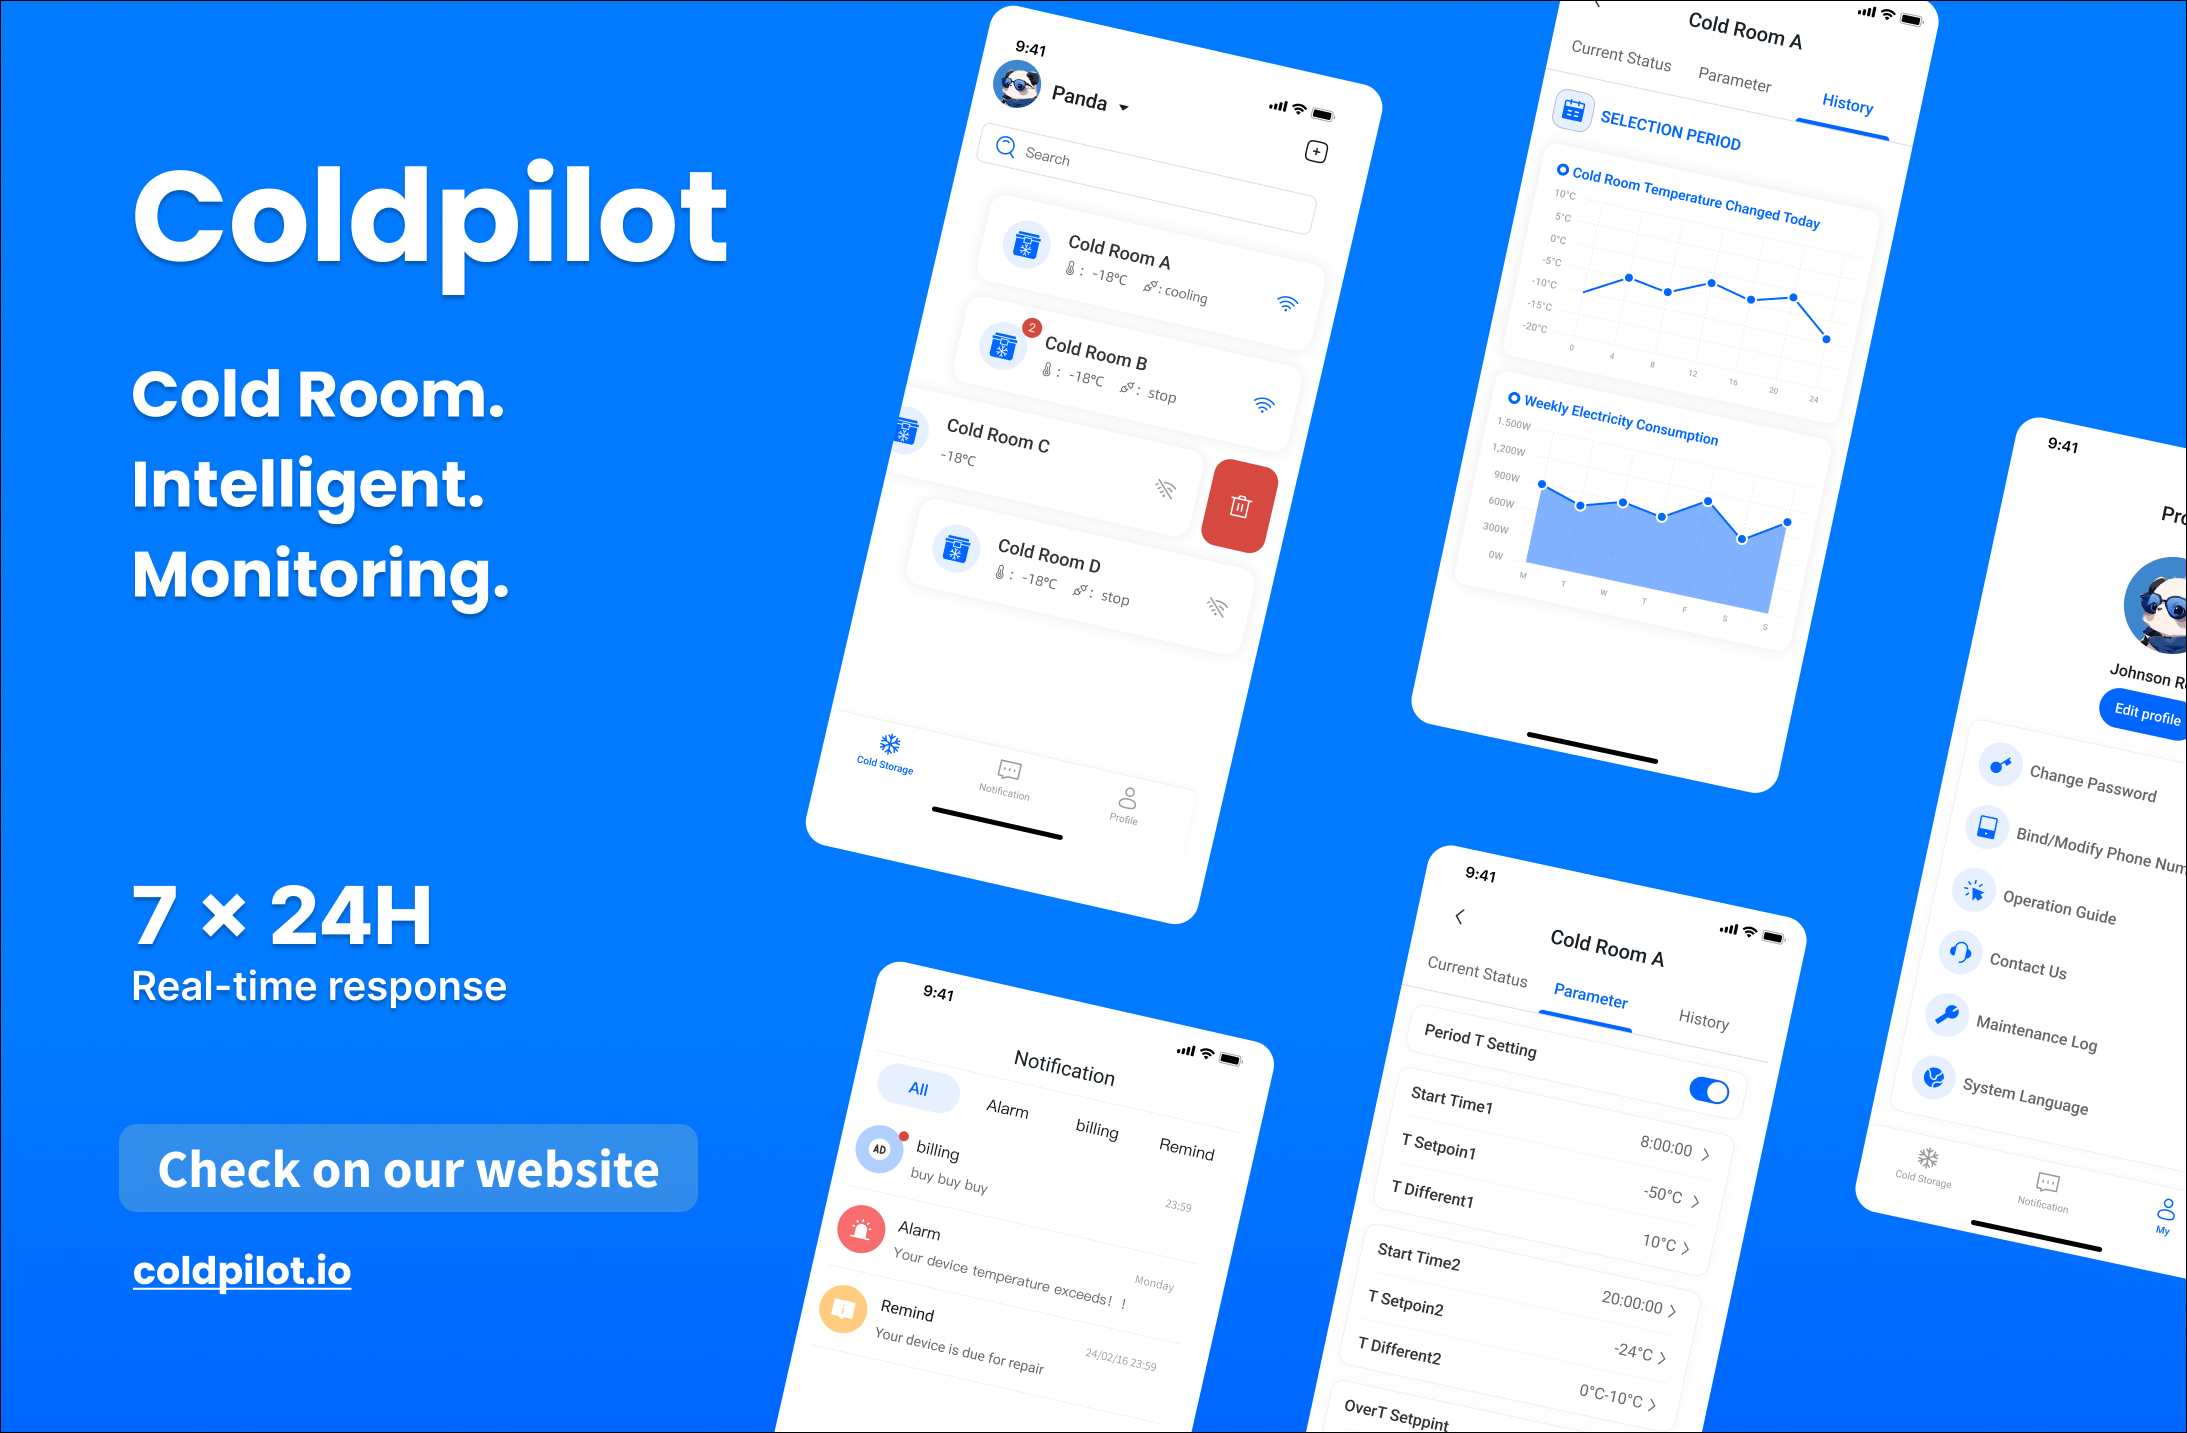 Coldpilot
Cold Room.
Intelligent.
Monitoring.
7 × 24H
Real-time response
Check on our website
coldpilot.io
9:41
Panda
Search
Cold Room A
: -18℃ : cooling
2
Cold Room B
: -18℃ : stop
Cold Room C
-18℃
Cold Room D
: -18℃ : stop
Cold Storage
Notification
Profile
Cold Room A
Current Status
Parameter
History
SELECTION PERIOD
Cold Room Temperature Changed Today
10°C
5°C
0°C
-5°C
-10°C
-15°C
-20°C
0 4 8 12 16 20 24
Weekly Electricity Consumption
1.500W
1,200W
900W
600W
300W
0W
M T W T F S S
9:41
Notification
All
Alarm
billing
Remind
AD
billing
buy buy buy
23:59
Alarm
Your device temperature exceeds! !
Monday
Remind
Your device is due for repair
24/02/16 23:59
9:41
Cold Room A
Current Status
Parameter
History
Period T Setting
Start Time1
8:00:00
T Setpoin1
-50°C
T Different1
10°C
Start Time2
20:00:00
T Setpoin2
-24°C
T Different2
0°C-10°C
OverT Setppint
9:41
Pro
Johnson R
Edit profile
Change Password
Bind/Modify Phone Num
Operation Guide
Contact Us
Maintenance Log
System Language
Cold Storage
Notification
My